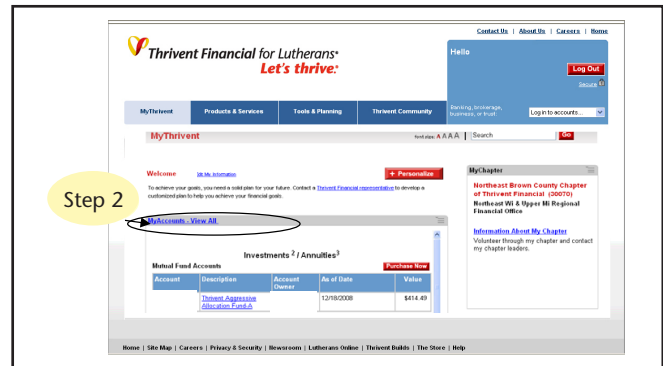 Contact Us | About Us | Careers | Home
Thrivent Financial for Lutherans®
Let's thrive.®
Hello
Log Out
Secure
MyThrivent Products & Services Tools & Planning Thrivent Community
Banking, brokerage,
business, or trust:
Log in to accounts...
MyThrivent
font size: A A A A | Search Go
Welcome Edit My Information + Personalize
To achieve your goals, you need a solid plan for your future. Contact a Thrivent Financial representative to develop a
customized plan to help you achieve your financial goals.
Step 2
MyAccounts - View All
Investments 2 / Annuities3
Mutual Fund Accounts Purchase Now
Account Description Account Owner As of Date Value
Thrivent Aggressive
Allocation Fund-A
12/18/2008 $414.49
MyChapter
Northeast Brown County Chapter
of Thrivent Financial (30070)
Northeast Wi & Upper Mi Regional
Financial Office
Information About My Chapter
Volunteer through my chapter and contact
my chapter leaders.
Home | Site Map | Careers | Privacy & Security | Newsroom | Lutherans Online | Thrivent Builds | The Store | Help